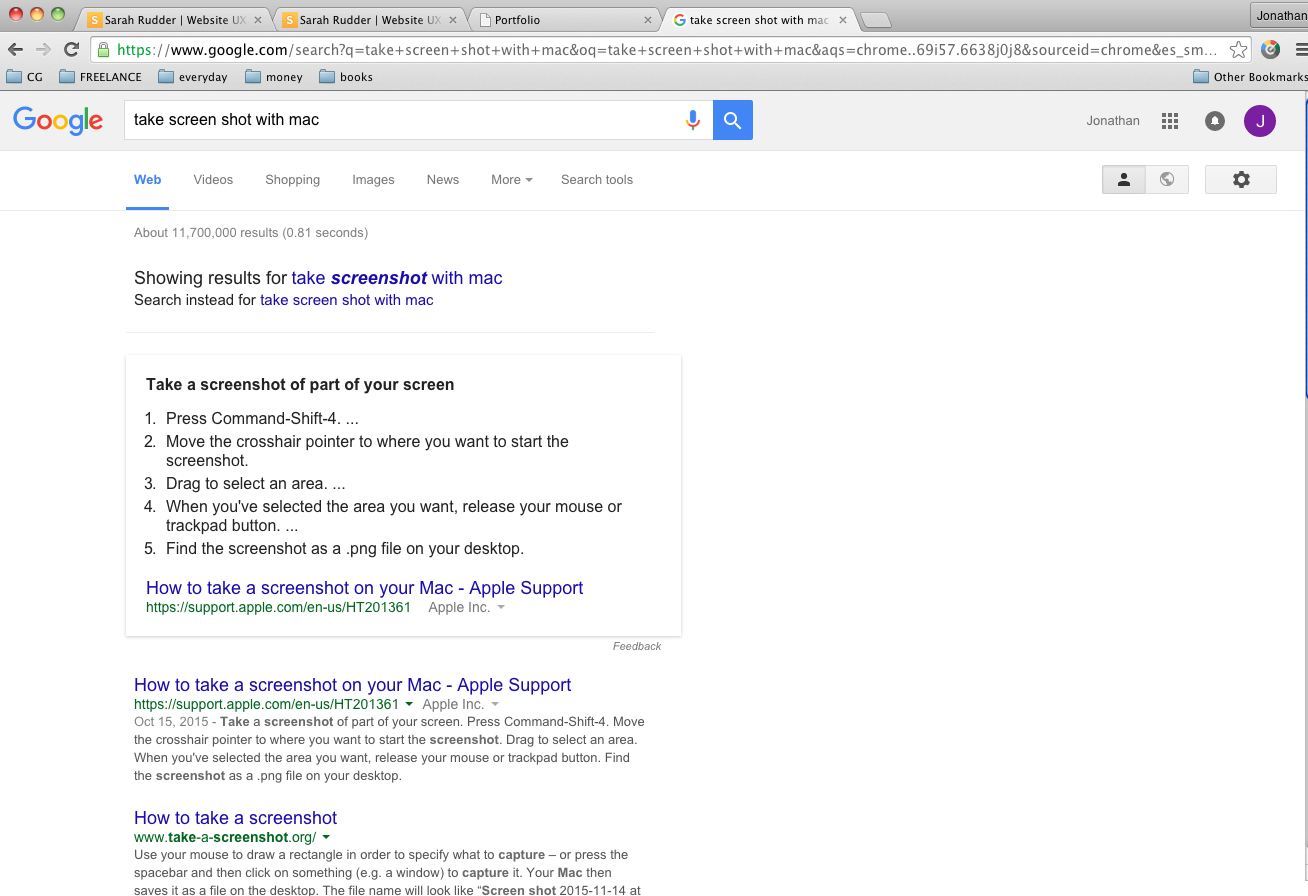 Sarah Rudder | Website UX
Sarah Rudder | Website UX
Portfolio
take screen shot with mac
Jonathan
https://www.google.com/search?q=take+screen+shot+with+mac&oq=take+screen+shot+with+mac&aqs=chrome..69i57.6638j0j8&sourceid=chrome&es_sm...
CG
FREELANCE
everyday
money
books
Other Bookmarks
Google
take screen shot with mac
Jonathan
J
Web
Videos
Shopping
Images
News
More
Search tools
About 11,700,000 results (0.81 seconds)
Showing results for take screenshot with mac
Search instead for take screen shot with mac
Take a screenshot of part of your screen
1. Press Command-Shift-4. ...
2. Move the crosshair pointer to where you want to start the
screenshot.
3. Drag to select an area. ...
4. When you've selected the area you want, release your mouse or
trackpad button. ...
5. Find the screenshot as a .png file on your desktop.
How to take a screenshot on your Mac - Apple Support
https://support.apple.com/en-us/HT201361 Apple Inc.
Feedback
How to take a screenshot on your Mac - Apple Support
https://support.apple.com/en-us/HT201361 Apple Inc.
Oct 15, 2015 - Take a screenshot of part of your screen. Press Command-Shift-4. Move
the crosshair pointer to where you want to start the screenshot. Drag to select an area.
When you've selected the area you want, release your mouse or trackpad button. Find
the screenshot as a .png file on your desktop.
How to take a screenshot
www.take-a-screenshot.org/
Use your mouse to draw a rectangle in order to specify what to capture – or press the
spacebar and then click on something (e.g. a window) to capture it. Your Mac then
saves it as a file on the desktop. The file name will look like "Screen shot 2015-11-14 at